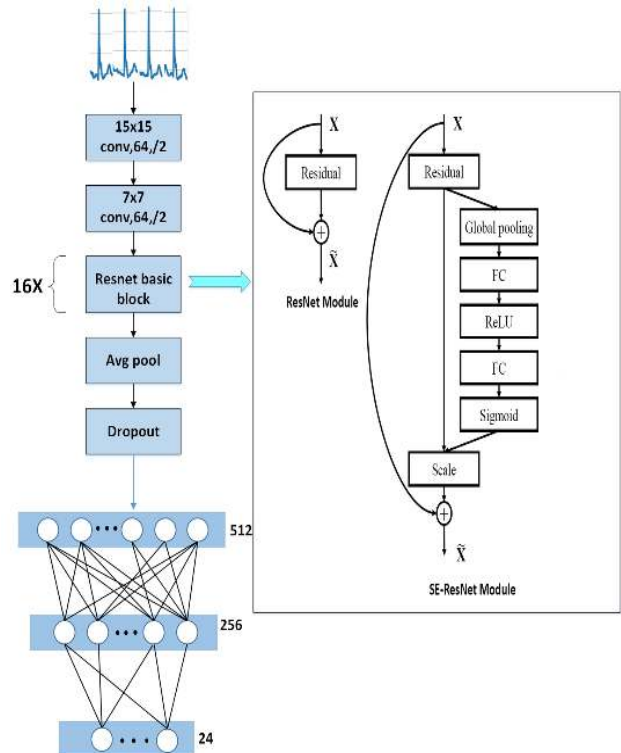 15x15
conv,64,/2
7x7
conv,64,/2
16X
Resnet basic
block
Avg pool
Dropout
512
256
24
X
Residual
+
X̃
ResNet Module
X
Residual
Global pooling
FC
ReLU
FC
Sigmoid
Scale
+
X̃
SE-ResNet Module